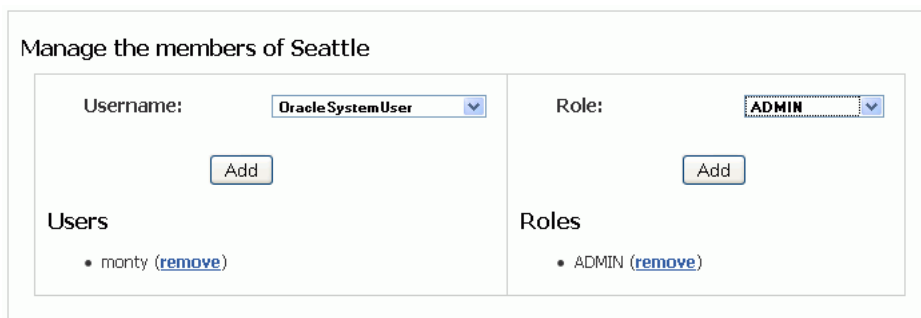 Manage the members of Seattle
Username: OracleSystemUser
Add
Users
• monty (remove)
Role: ADMIN
Add
Roles
• ADMIN (remove)